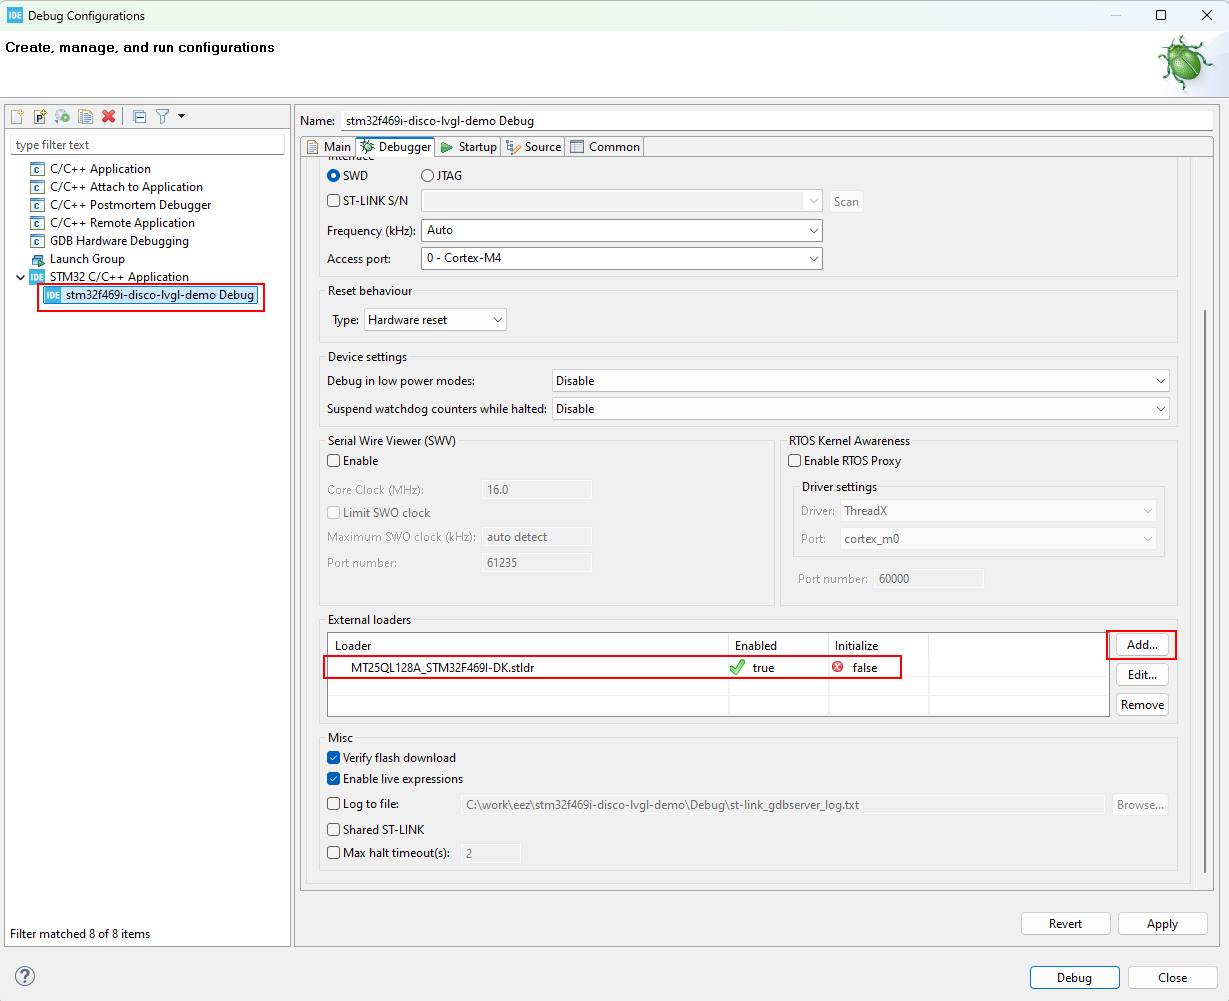 IDE Debug Configurations
Create, manage, and run configurations
type filter text
C/C++ Application
C/C++ Attach to Application
C/C++ Postmortem Debugger
C/C++ Remote Application
GDB Hardware Debugging
Launch Group
IDE STM32 C/C++ Application
IDE stm32f469i-disco-lvgl-demo Debug
Filter matched 8 of 8 items
Name: stm32f469i-disco-lvgl-demo Debug
Main Debugger Startup Source Common
Interface
SWD JTAG
ST-LINK S/N Scan
Frequency (kHz): Auto
Access port: 0 - Cortex-M4
Reset behaviour
Type: Hardware reset
Device settings
Debug in low power modes: Disable
Suspend watchdog counters while halted: Disable
Serial Wire Viewer (SWV)
Enable
Core Clock (MHz): 16.0
Limit SWO clock
Maximum SWO clock (kHz): auto detect
Port number: 61235
RTOS Kernel Awareness
Enable RTOS Proxy
Driver settings
Driver: ThreadX
Port: cortex_m0
Port number: 60000
External loaders
Loader Enabled Initialize
MT25QL128A_STM32F469I-DK.stldr true false
Add...
Edit...
Remove
Misc
Verify flash download
Enable live expressions
Log to file: C:\work\eez\stm32f469i-disco-lvgl-demo\Debug\st-link_gdbserver_log.txt Browse...
Shared ST-LINK
Max halt timeout(s): 2
Revert Apply
? Debug Close